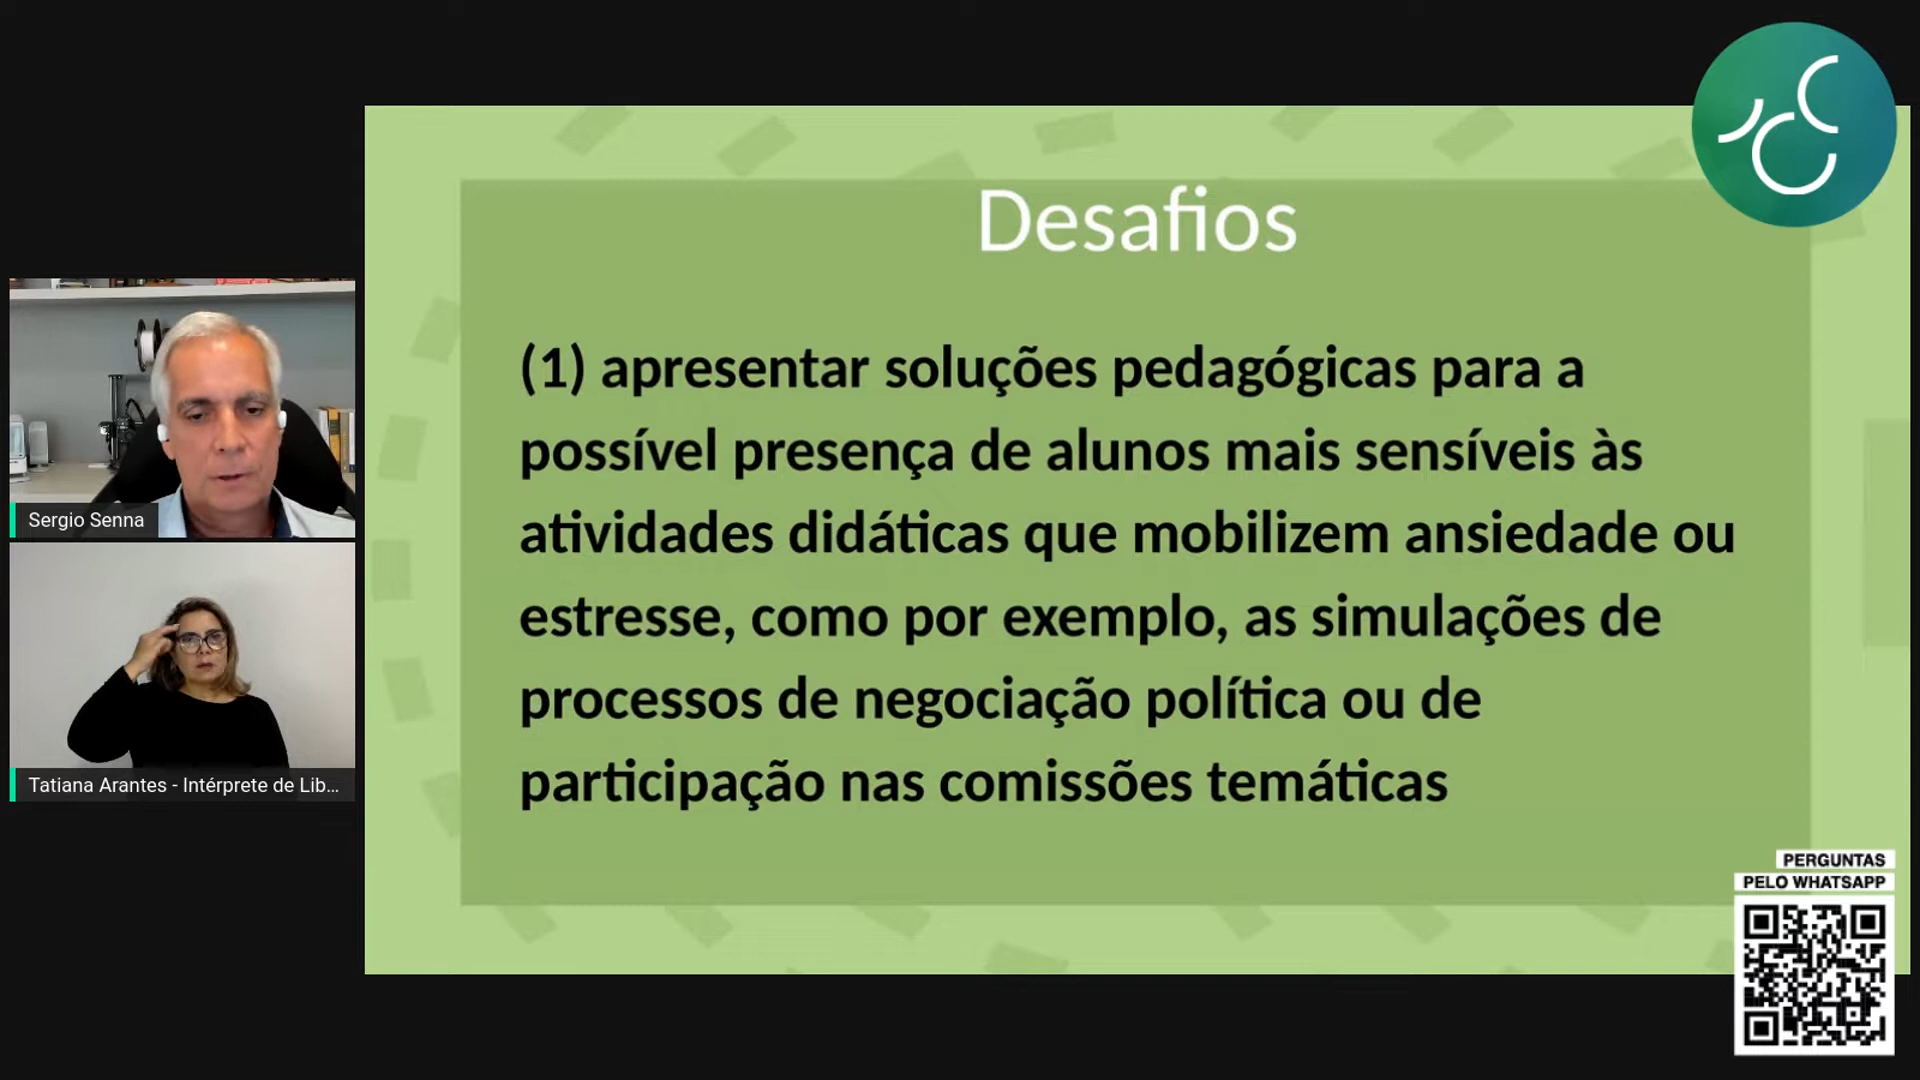 Desafios
(1) apresentar soluções pedagógicas para a
possível presença de alunos mais sensíveis às
atividades didáticas que mobilizem ansiedade ou
estresse, como por exemplo, as simulações de
processos de negociação política ou de
participação nas comissões temáticas
Sergio Senna
Tatiana Arantes - Intérprete de Lib...
PERGUNTAS
PELO WHATSAPP